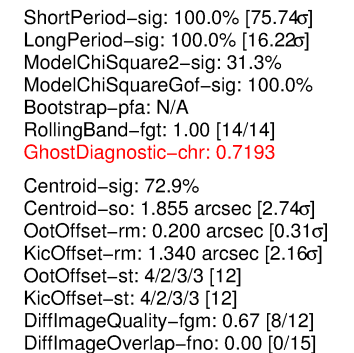 ShortPeriod−sig: 100.0% [75.74σ]
LongPeriod−sig: 100.0% [16.22σ]
ModelChiSquare2−sig: 31.3%
ModelChiSquareGof−sig: 100.0%
Bootstrap−pfa: N/A
RollingBand−fgt: 1.00 [14/14]
GhostDiagnostic−chr: 0.7193
Centroid−sig: 72.9%
Centroid−so: 1.855 arcsec [2.74σ]
OotOffset−rm: 0.200 arcsec [0.31σ]
KicOffset−rm: 1.340 arcsec [2.16σ]
OotOffset−st: 4/2/3/3 [12]
KicOffset−st: 4/2/3/3 [12]
DiffImageQuality−fgm: 0.67 [8/12]
DiffImageOverlap−fno: 0.00 [0/15]